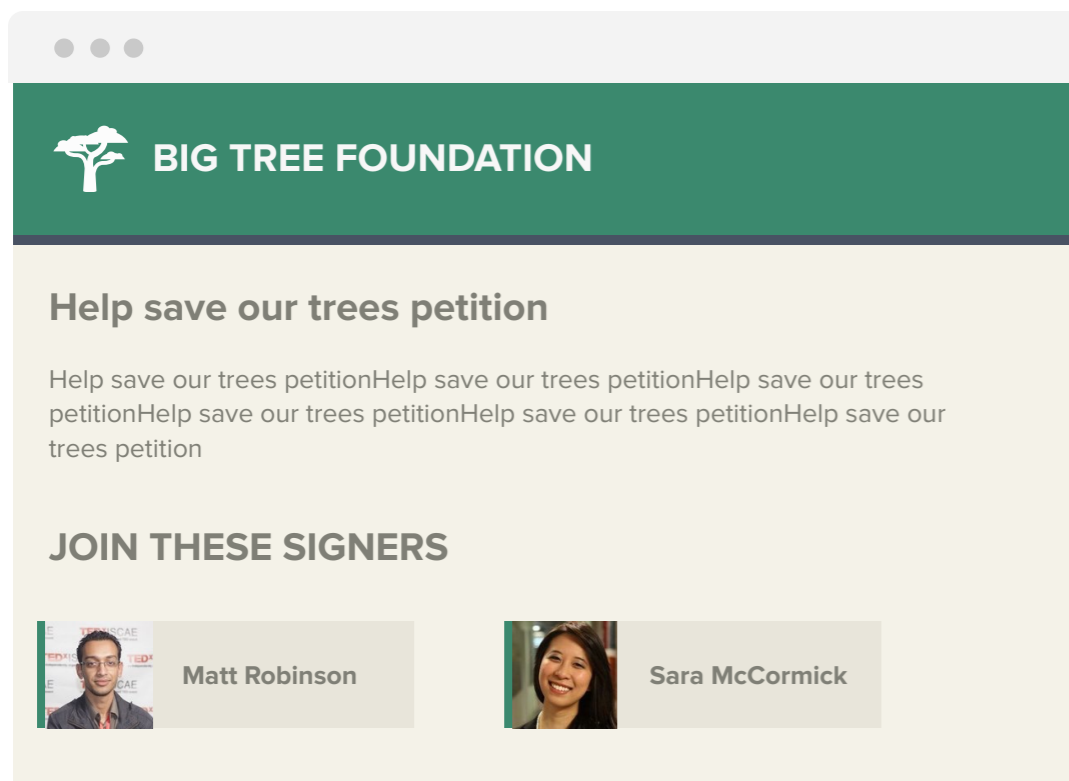 BIG TREE FOUNDATION
Help save our trees petition
Help save our trees petitionHelp save our trees petitionHelp save our trees
petitionHelp save our trees petitionHelp save our trees petitionHelp save our
trees petition
JOIN THESE SIGNERS
Matt Robinson
Sara McCormick